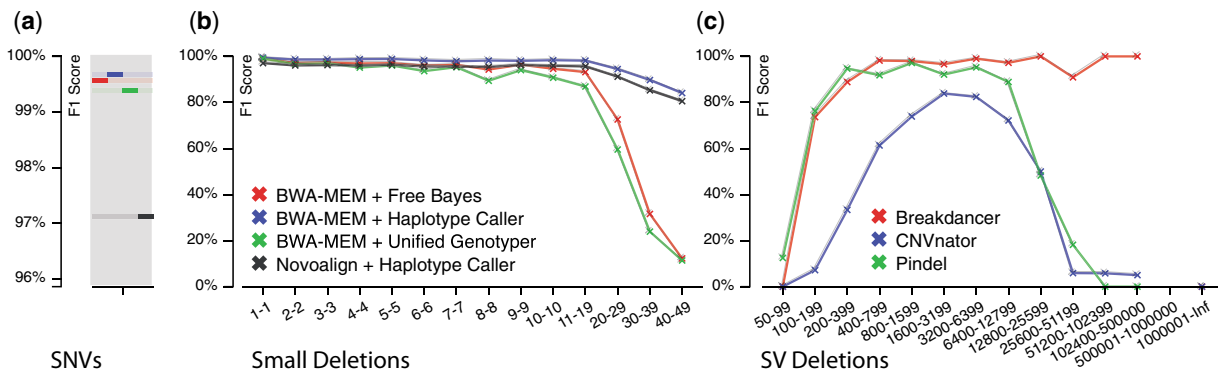 (a)
100%
99%
98%
97%
96%
F1 Score
SNVs
(b)
100%
80%
60%
40%
20%
0%
F1 Score
BWA-MEM + Free Bayes
BWA-MEM + Haplotype Caller
BWA-MEM + Unified Genotyper
Novoalign + Haplotype Caller
1-1
2-2
3-3
4-4
5-5
6-6
7-7
8-8
9-9
10-10
11-19
20-29
30-39
40-49
Small Deletions
(c)
100%
80%
60%
40%
20%
0%
F1 Score
Breakdancer
CNVnator
Pindel
50-99
100-199
200-399
400-799
800-1599
1600-3199
3200-6399
6400-12799
12800-25599
25600-51199
51200-102399
102400-500000
500001-1000000
1000001-Inf
SV Deletions